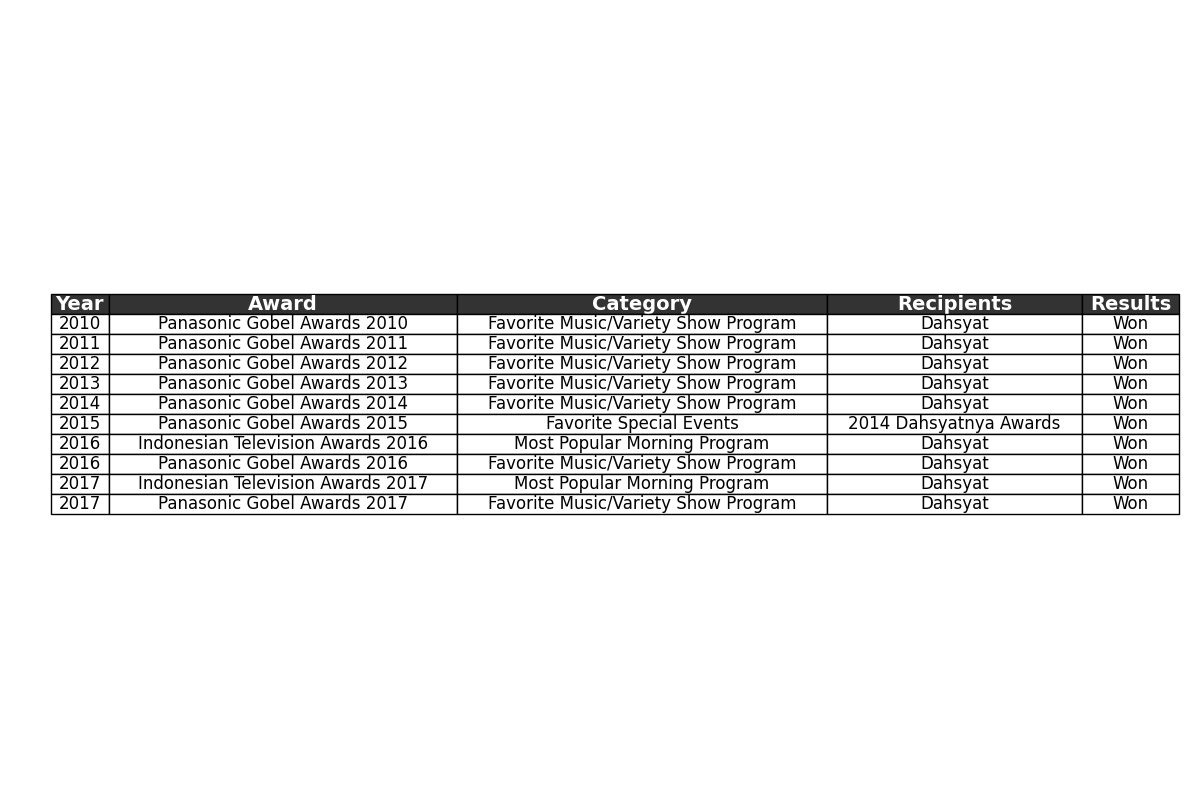 Year Award Category Recipients Results
2010 Panasonic Gobel Awards 2010 Favorite Music/Variety Show Program Dahsyat Won
2011 Panasonic Gobel Awards 2011 Favorite Music/Variety Show Program Dahsyat Won
2012 Panasonic Gobel Awards 2012 Favorite Music/Variety Show Program Dahsyat Won
2013 Panasonic Gobel Awards 2013 Favorite Music/Variety Show Program Dahsyat Won
2014 Panasonic Gobel Awards 2014 Favorite Music/Variety Show Program Dahsyat Won
2015 Panasonic Gobel Awards 2015 Favorite Special Events 2014 Dahsyatnya Awards Won
2016 Indonesian Television Awards 2016 Most Popular Morning Program Dahsyat Won
2016 Panasonic Gobel Awards 2016 Favorite Music/Variety Show Program Dahsyat Won
2017 Indonesian Television Awards 2017 Most Popular Morning Program Dahsyat Won
2017 Panasonic Gobel Awards 2017 Favorite Music/Variety Show Program Dahsyat Won